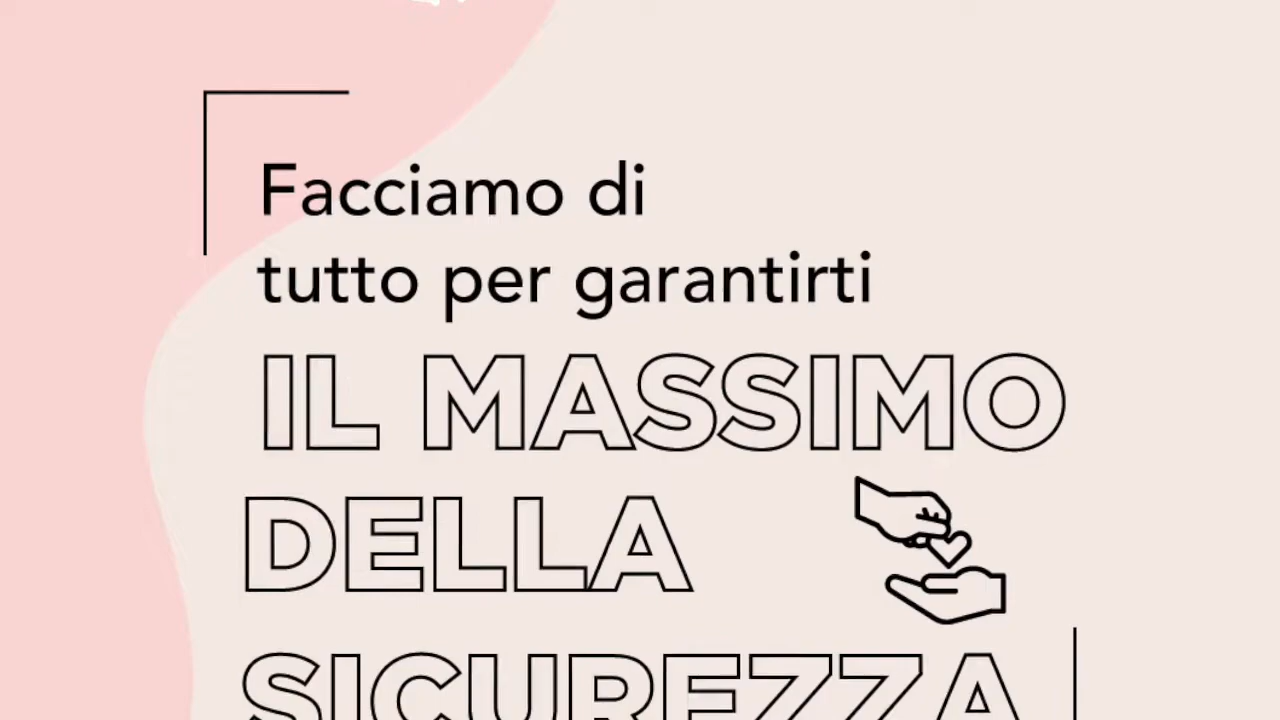 Facciamo di
tutto per garantirti
IL MASSIMO
DELLA
SICUREZZA